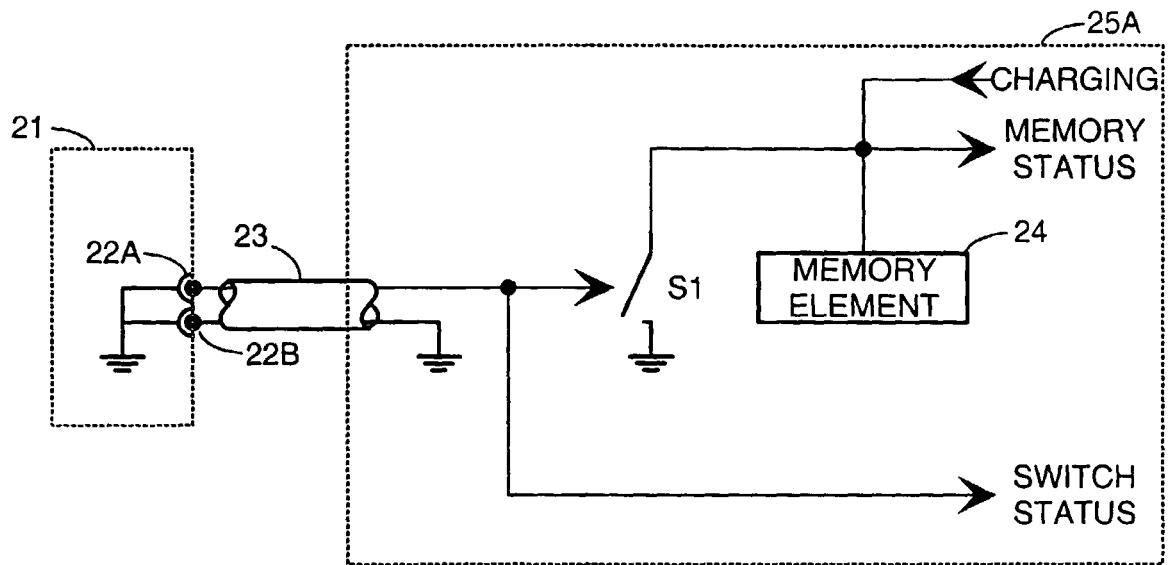 25A
CHARGING
MEMORY
STATUS
21
22A
23
24
MEMORY
ELEMENT
S1
22B
SWITCH
STATUS